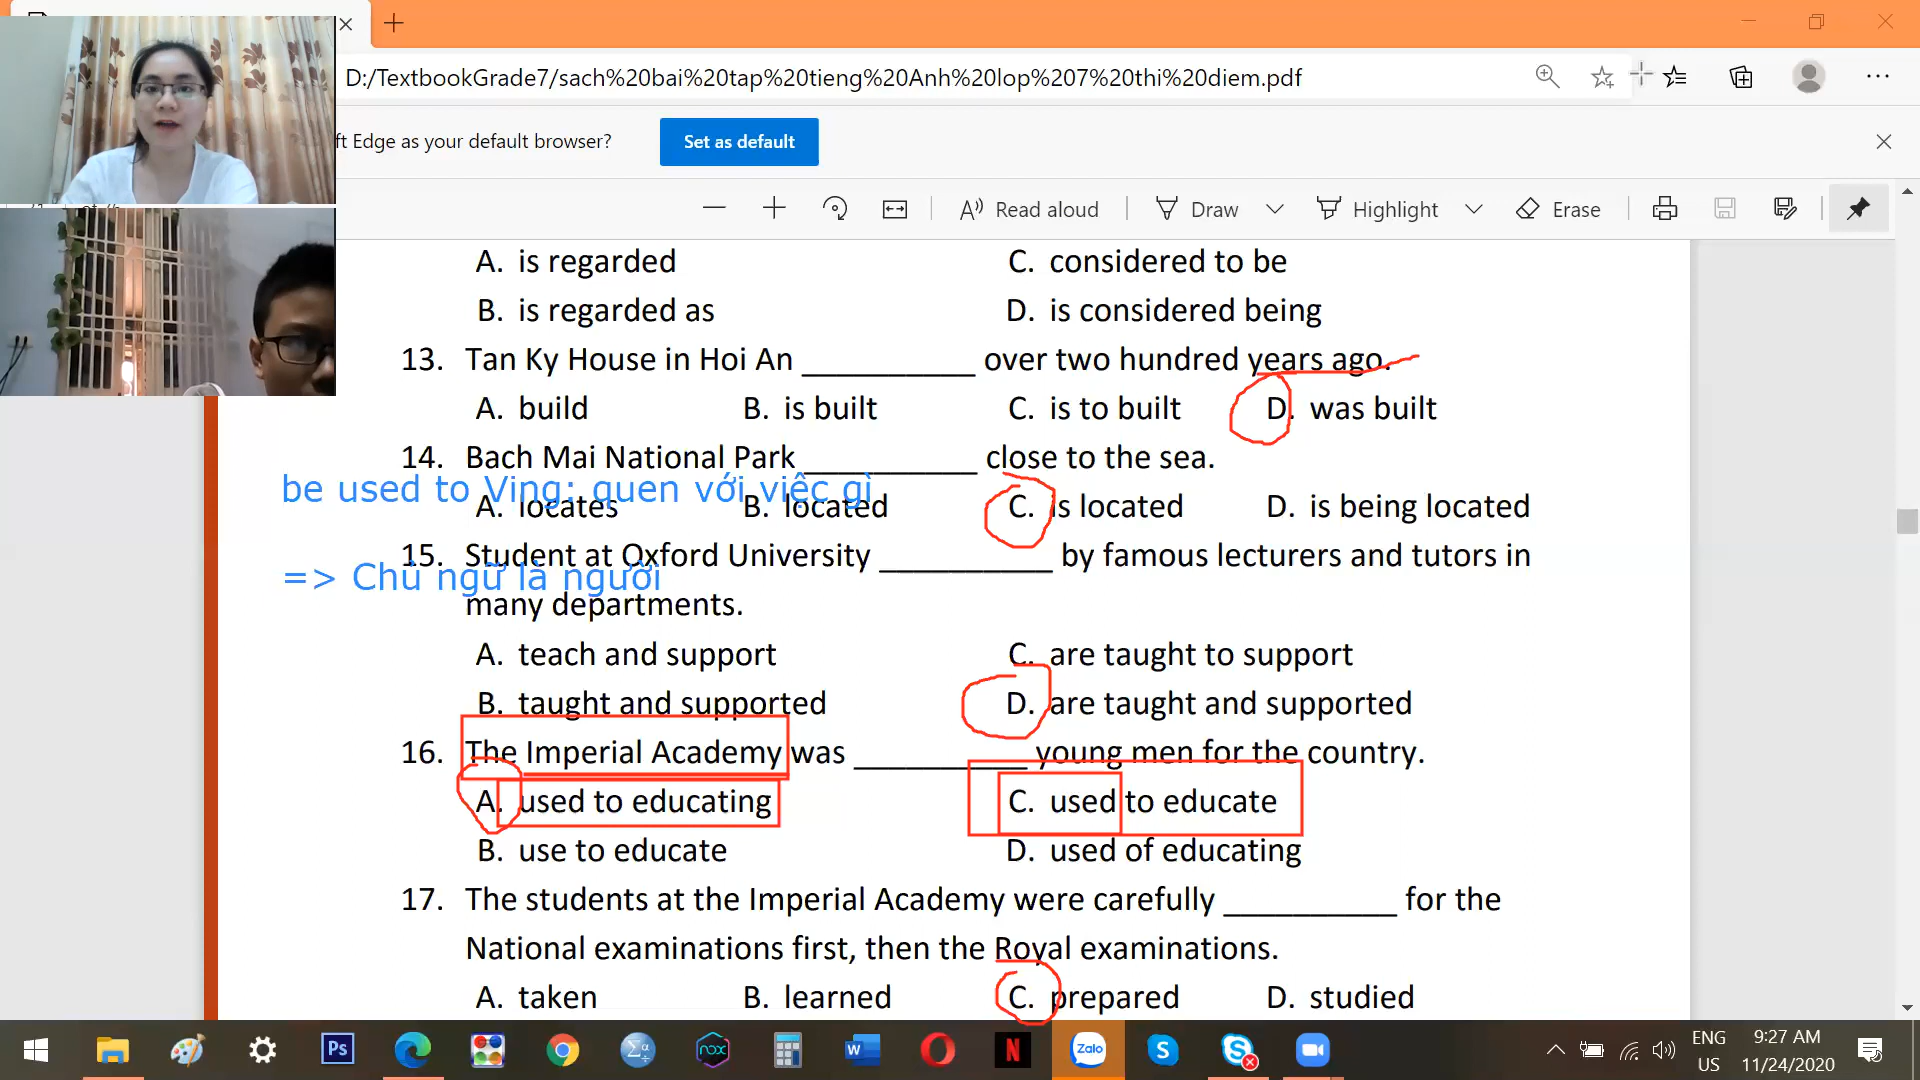 D:/TextbookGrade7/sach%20bai%20tap%20tieng%20Anh%20lop%207%20thi%20diem.pdf
ft Edge as your default browser?
Set as default
Read aloud
Draw
Highlight
Erase
A. is regarded
C. considered to be
B. is regarded as
D. is considered being
13. Tan Ky House in Hoi An __________ over two hundred years ago.
A. build
B. is built
C. is to built
D. was built
14. Bach Mai National Park __________ close to the sea.
be used to Ving: quen với việc gì
A. locates
B. located
C. is located
D. is being located
15. Student at Oxford University __________ by famous lecturers and tutors in
=> Chủ ngữ là người
many departments.
A. teach and support
C. are taught to support
B. taught and supported
D. are taught and supported
16. The Imperial Academy was __________ young men for the country.
A. used to educating
C. used to educate
B. use to educate
D. used of educating
17. The students at the Imperial Academy were carefully __________ for the
National examinations first, then the Royal examinations.
A. taken
B. learned
C. prepared
D. studied
Ps
nox
W
N
Zalo
S
S
ENG
US
9:27 AM
11/24/2020